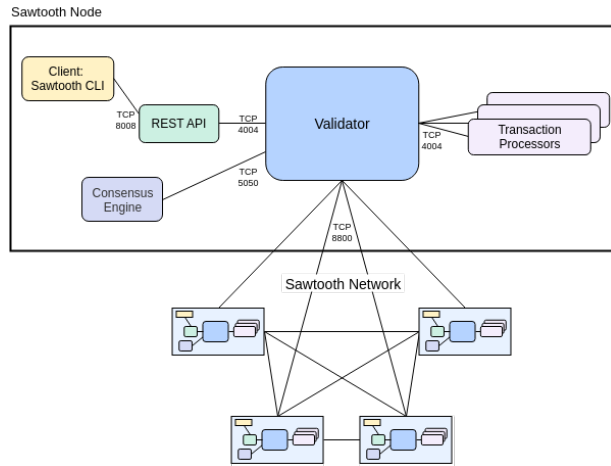 Sawtooth Node
Client:
Sawtooth CLI
TCP
8008
REST API
TCP
4004
Validator
TCP
4004
Transaction
Processors
TCP
5050
Consensus
Engine
TCP
8800
Sawtooth Network